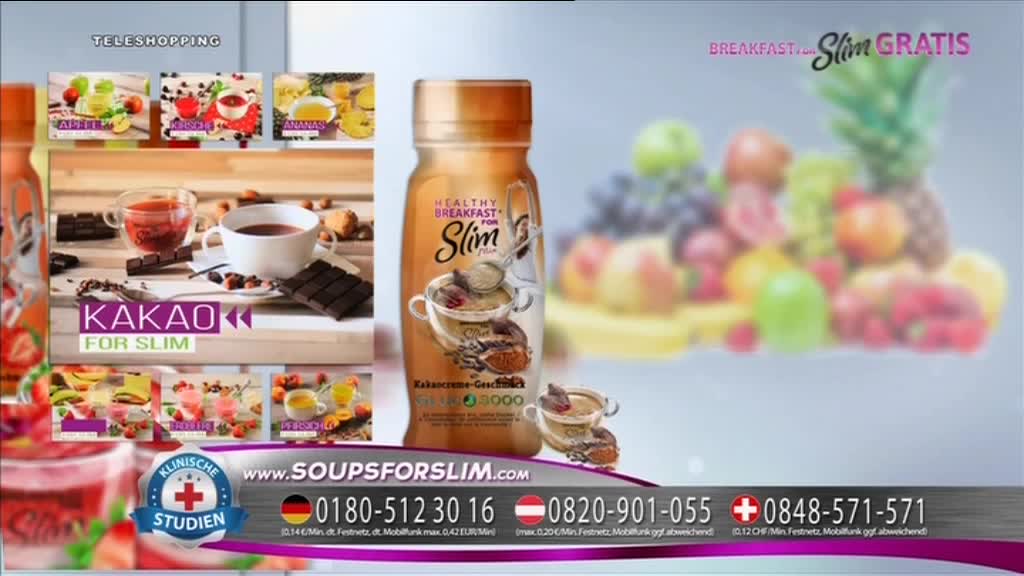 TELESHOPPING
BREAKFAST FOR Slim GRATIS
APFEL
KIRSCHE
ANANAS
KAKAO
FOR SLIM
ERDBEERE
PFIRSICH
HEALTHY
BREAKFAST
FOR
Slim
Kakaocreme-Geschmack
3000
KLINISCHE
STUDIEN
www.SOUPSFORSLIM.com
0180-512 30 16
(0,14 €/Min. dt. Festnetz, dt. Mobilfunk max. 0,42 EUR/Min)
0820-901-055
(max. 0,20 €/Min. Festnetz, Mobilfunk ggf. abweichend)
0848-571-571
(0,12 CHF/Min. Festnetz, Mobilfunk ggf. abweichend)